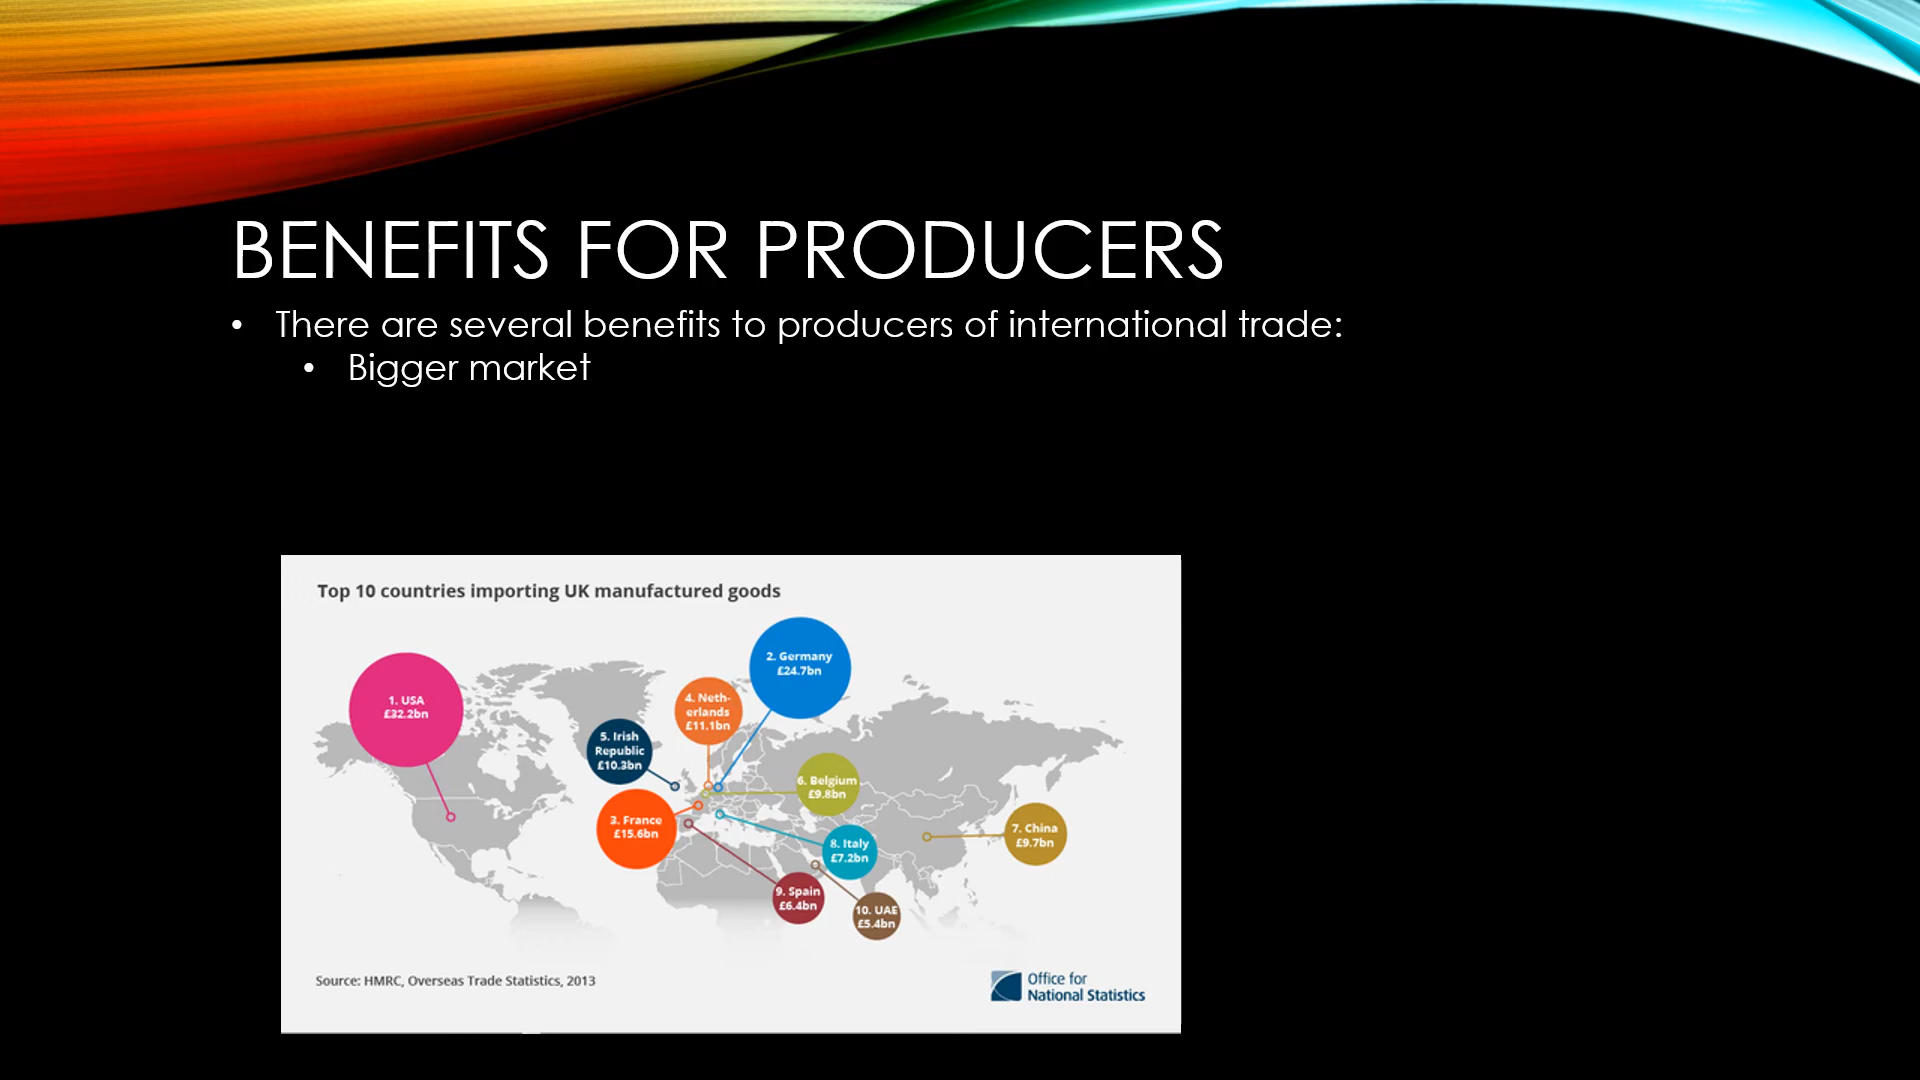 BENEFITS FOR PRODUCERS
• There are several benefits to producers of international trade:
• Bigger market
Top 10 countries importing UK manufactured goods
1. USA
£32.2bn
2. Germany
£24.7bn
4. Neth-
erlands
£11.1bn
5. Irish
Republic
£10.3bn
6. Belgium
£9.8bn
3. France
£15.6bn
7. China
£9.7bn
8. Italy
£7.2bn
9. Spain
£6.4bn
10. UAE
£5.4bn
Source: HMRC, Overseas Trade Statistics, 2013
Office for
National Statistics